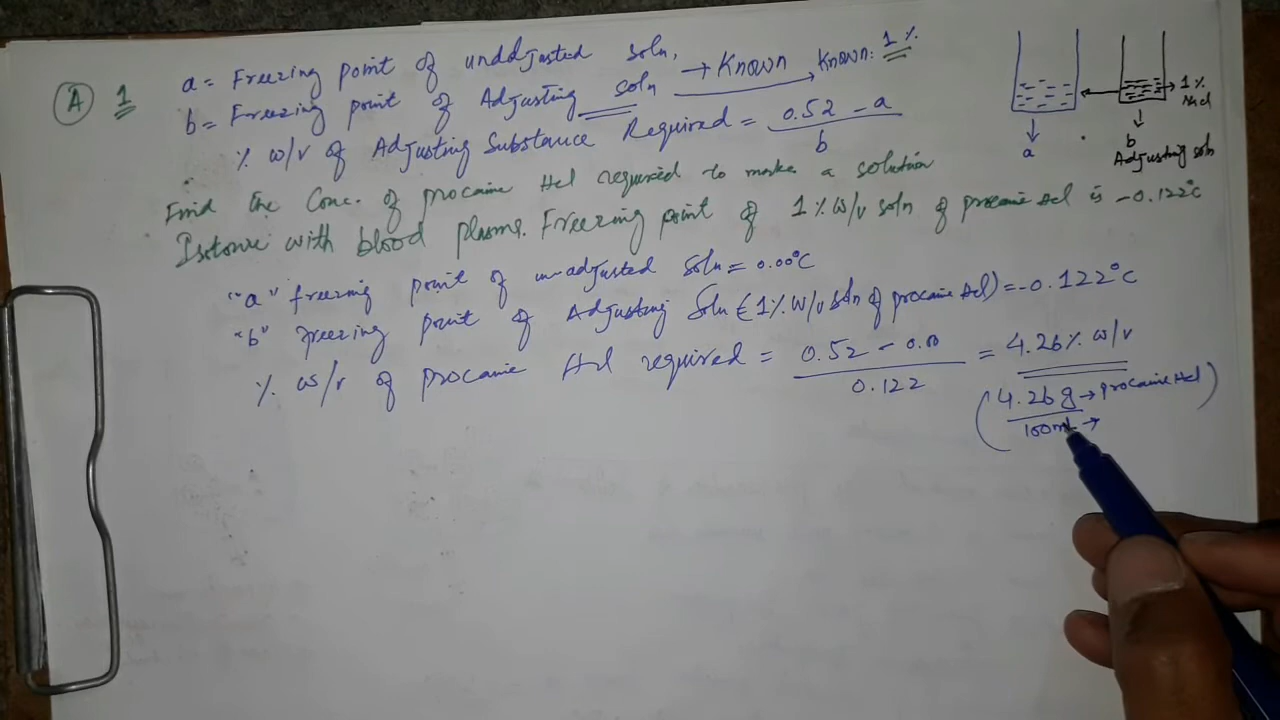 A 1
a = Freezing point of unddjusted soln.
b = Freezing point of Adjusting soln → Known → Known: 1 %
% w/v of Adjusting Substance Required = 0.52 - a
b
→ 1 %
Nacl
a
b
Adjusting soln
Find the Conc. of procaine Hcl required to make a solution
Isotonic with blood plasma. Freezing point of 1 % w/v soln of procaine Hcl is -0.122°C
"a" freezing point of un-adjusted soln = 0.00°C
"b" freezing point of Adjusting Soln (1% w/v soln of procaine Hcl) = -0.122°C
% w/v of procaine Hcl required = 0.52 - 0.00 = 4.26 % w/v
0.122
(4.26 g → procaine Hcl)
100ml →